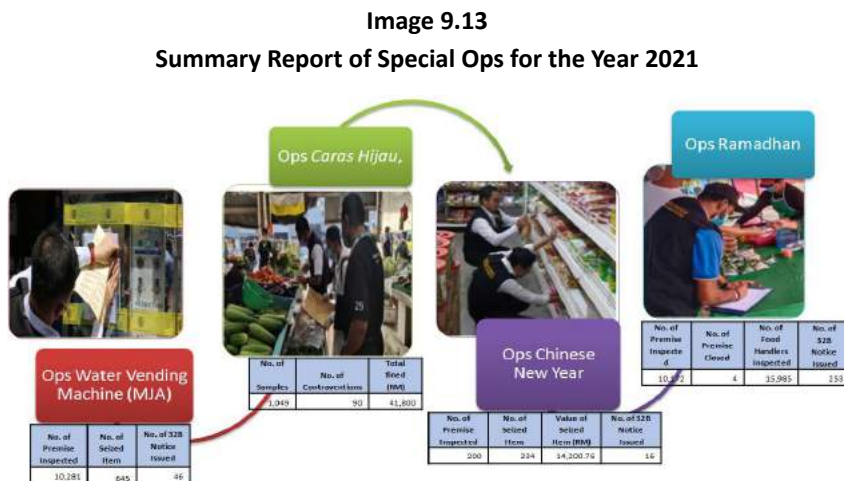 Image 9.13
Summary Report of Special Ops for the Year 2021
Ops Caras Hijau,
Ops Ramadhan
Ops Water Vending
Machine (MJA)
Ops Chinese
New Year
No. of
Premise
Inspected
No. of
Seized
Item
No. of 32B
Notice
Issued
10,281
645
46
No. of
Samples
No. of
Contraventions
Total
fined
(RM)
1,049
90
41,800
No. of
Premise
Inspected
No. of
Seized
Item
Value of
Seized
Item (RM)
No. of 32B
Notice
Issued
200
234
14,200.76
16
No. of
Premise
Inspecte
d
No. of
Premise
Closed
No. of
Food
Handlers
Inspected
No. of
32B
Notice
Issued
4
15,985
253